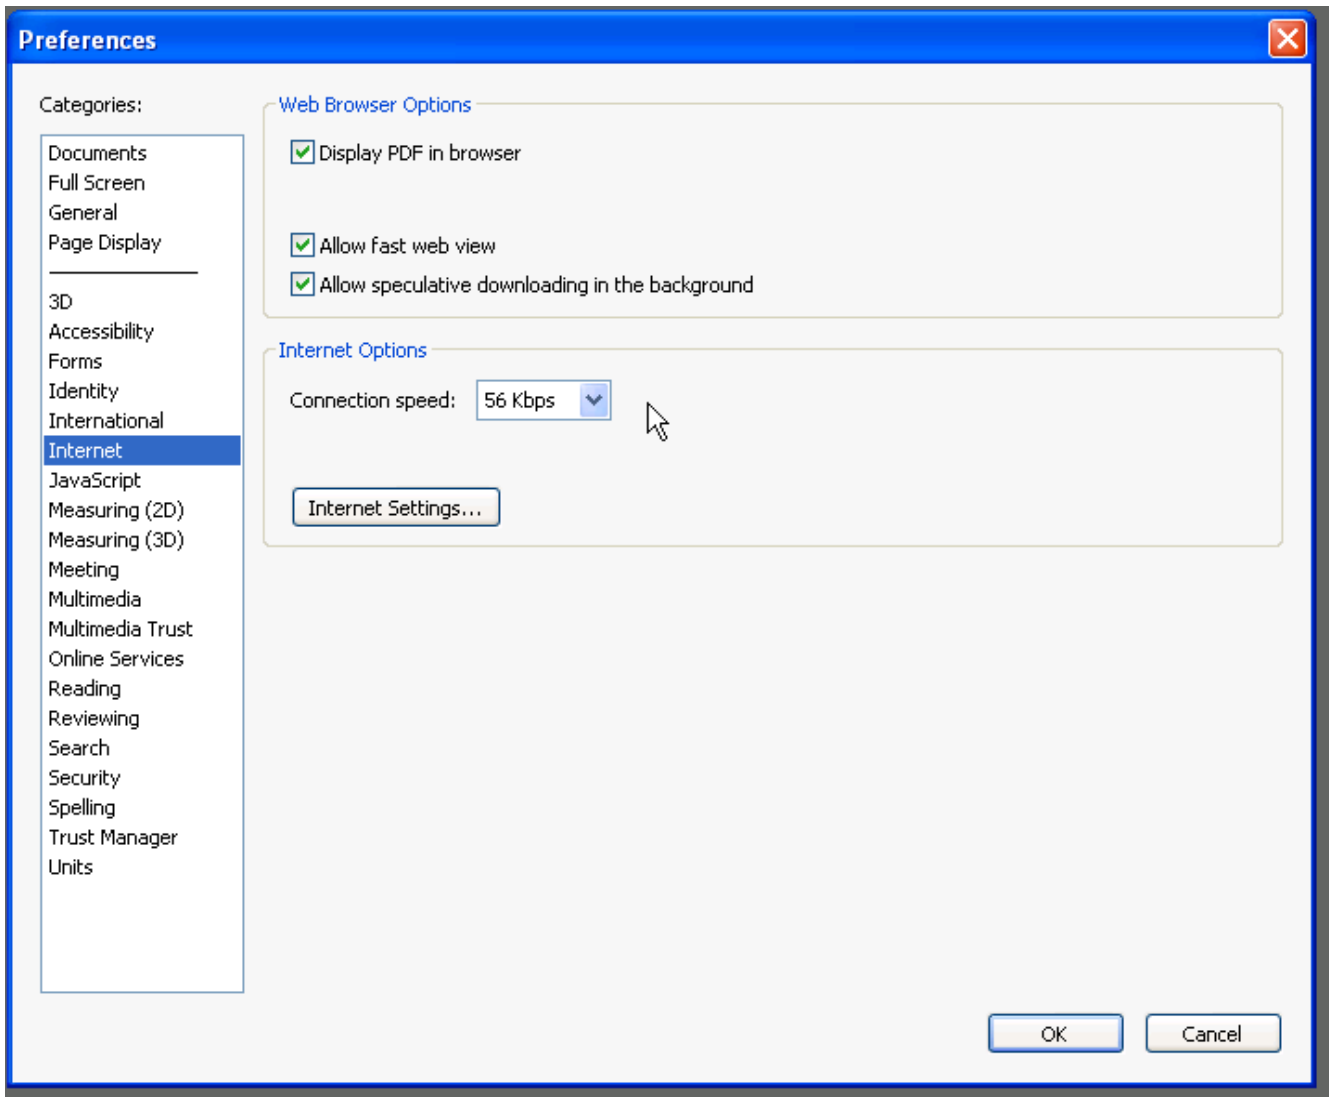 Preferences
Categories:
Documents
Full Screen
General
Page Display
3D
Accessibility
Forms
Identity
International
Internet
JavaScript
Measuring (2D)
Measuring (3D)
Meeting
Multimedia
Multimedia Trust
Online Services
Reading
Reviewing
Search
Security
Spelling
Trust Manager
Units
Web Browser Options
Display PDF in browser
Allow fast web view
Allow speculative downloading in the background
Internet Options
Connection speed: 56 Kbps
Internet Settings...
OK Cancel